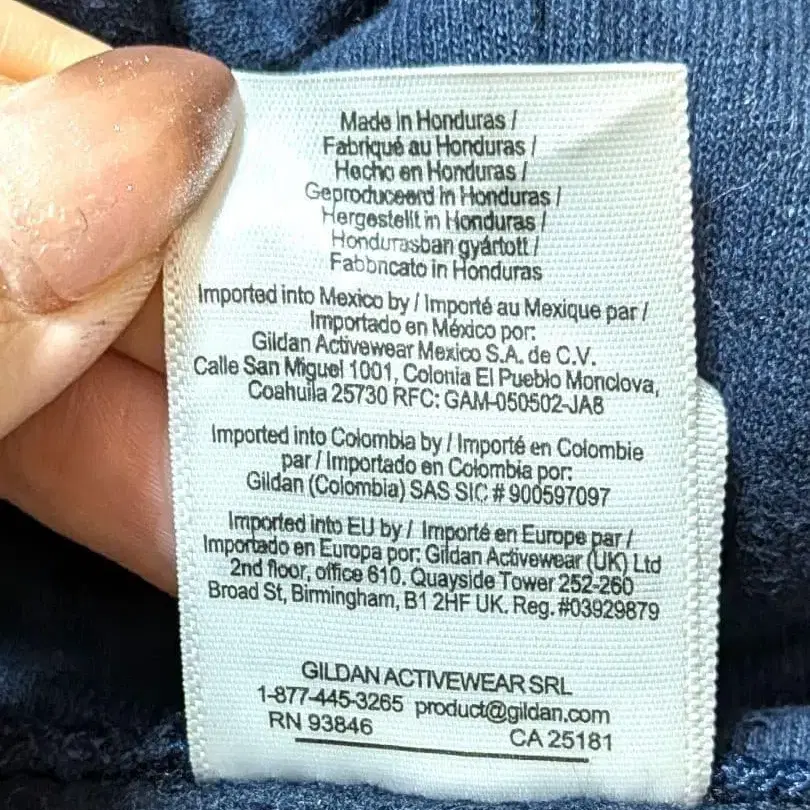 Made in Honduras /
Fabriqué au Honduras /
Hecho en Honduras /
Geproduceerd in Honduras /
Hergestellt in Honduras /
Hondurasban gyártott /
Fabbricato in Honduras
Imported into Mexico by / Importé au Mexique par /
Importado en México por:
Gildan Activewear Mexico S.A. de C.V.
Calle San Miguel 1001, Colonia El Pueblo Monclova,
Coahuila 25730 RFC: GAM-050502-JA8
Imported into Colombia by / Importé en Colombie
par / Importado en Colombia por:
Gildan (Colombia) SAS SIC # 900597097
Imported into EU by / Importé en Europe par /
Importado en Europa por: Gildan Activewear (UK) Ltd
2nd floor, office 610. Quayside Tower 252-260
Broad St, Birmingham, B1 2HF UK. Reg. #03929879
GILDAN ACTIVEWEAR SRL
1-877-445-3265 product@gildan.com
RN 93846 CA 25181